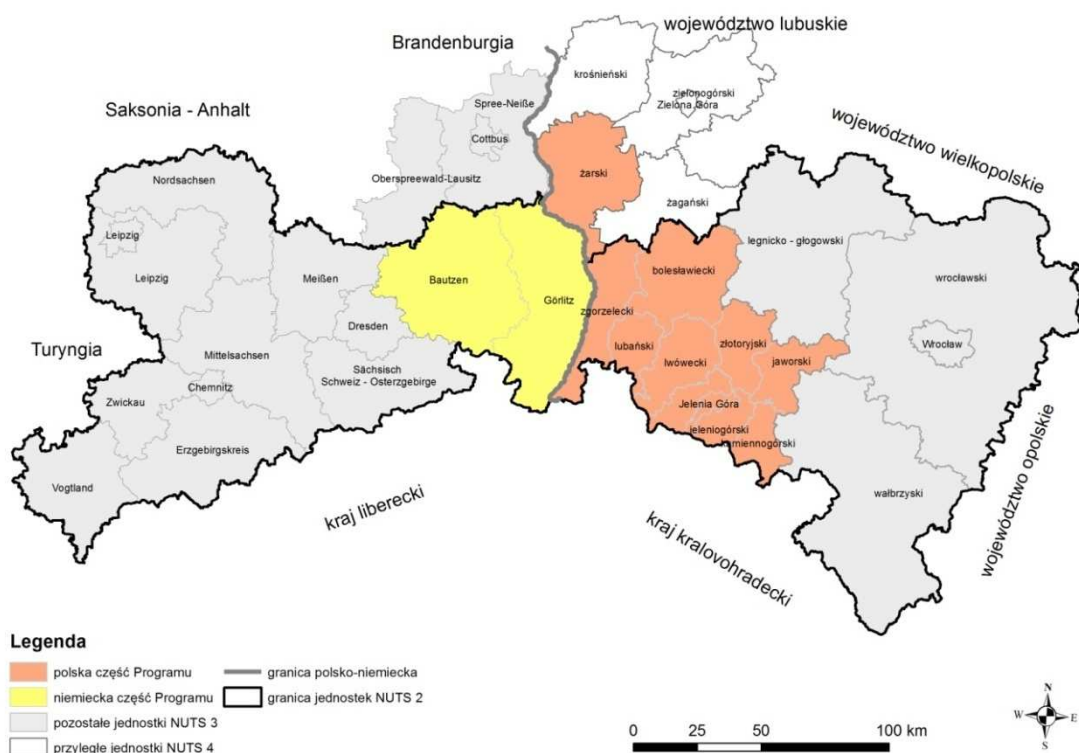 województwo lubuskie
Brandenburgia
krośnieński
zielonogórski
Zielona Góra
Spree-Neiße
Saksonia - Anhalt
Cottbus
województwo wielkopolskie
żarski
Oberspreewald-Lausitz
Nordsachsen
żagański
Leipzig
legnicko - głogowski
bolesławiecki
Leipzig
Meißen
Bautzen
wrocławski
Görlitz
zgorzelecki
Dresden
lubański
złotoryjski
Wrocław
Turyngia
Mittelsachsen
lwówecki
jaworski
Sächsisch
Schweiz - Osterzgebirge
Chemnitz
Zwickau
Jelenia Góra
jeleniogórski
kamiennogórski
Erzgebirgskreis
Vogtland
wałbrzyski
województwo opolskie
kraj liberecki
kraj kralovohradecki
Legenda
polska część Programu
granica polsko-niemiecka
niemiecka część Programu
granica jednostek NUTS 2
pozostałe jednostki NUTS 3
przyległe jednostki NUTS 4
0 25 50 100 km
N
W E
S